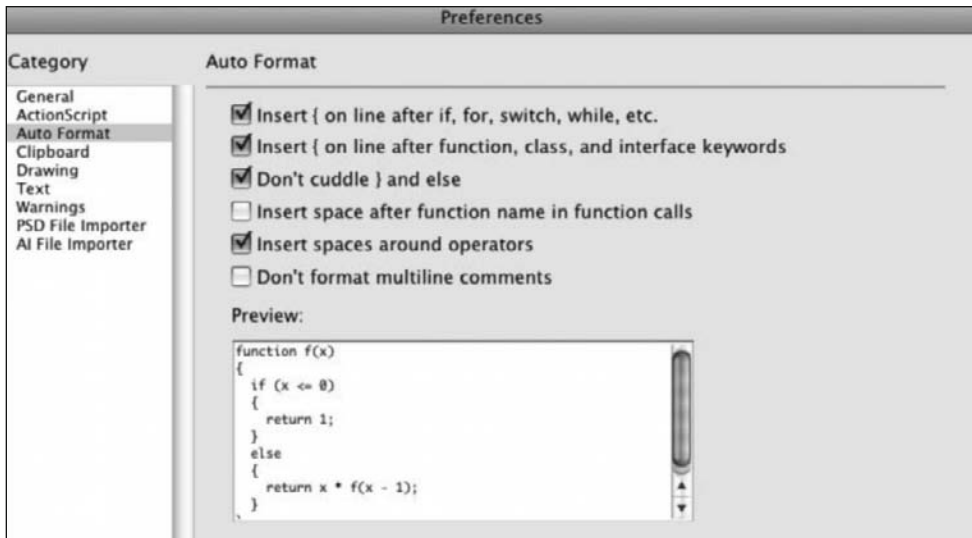 Preferences
Category
General
ActionScript
Auto Format
Clipboard
Drawing
Text
Warnings
PSD File Importer
AI File Importer
Auto Format
Insert { on line after if, for, switch, while, etc.
Insert { on line after function, class, and interface keywords
Don't cuddle } and else
Insert space after function name in function calls
Insert spaces around operators
Don't format multiline comments
Preview:
function f(x)
{
  if (x <= 0)
  {
    return 1;
  }
  else
  {
    return x * f(x - 1);
  }